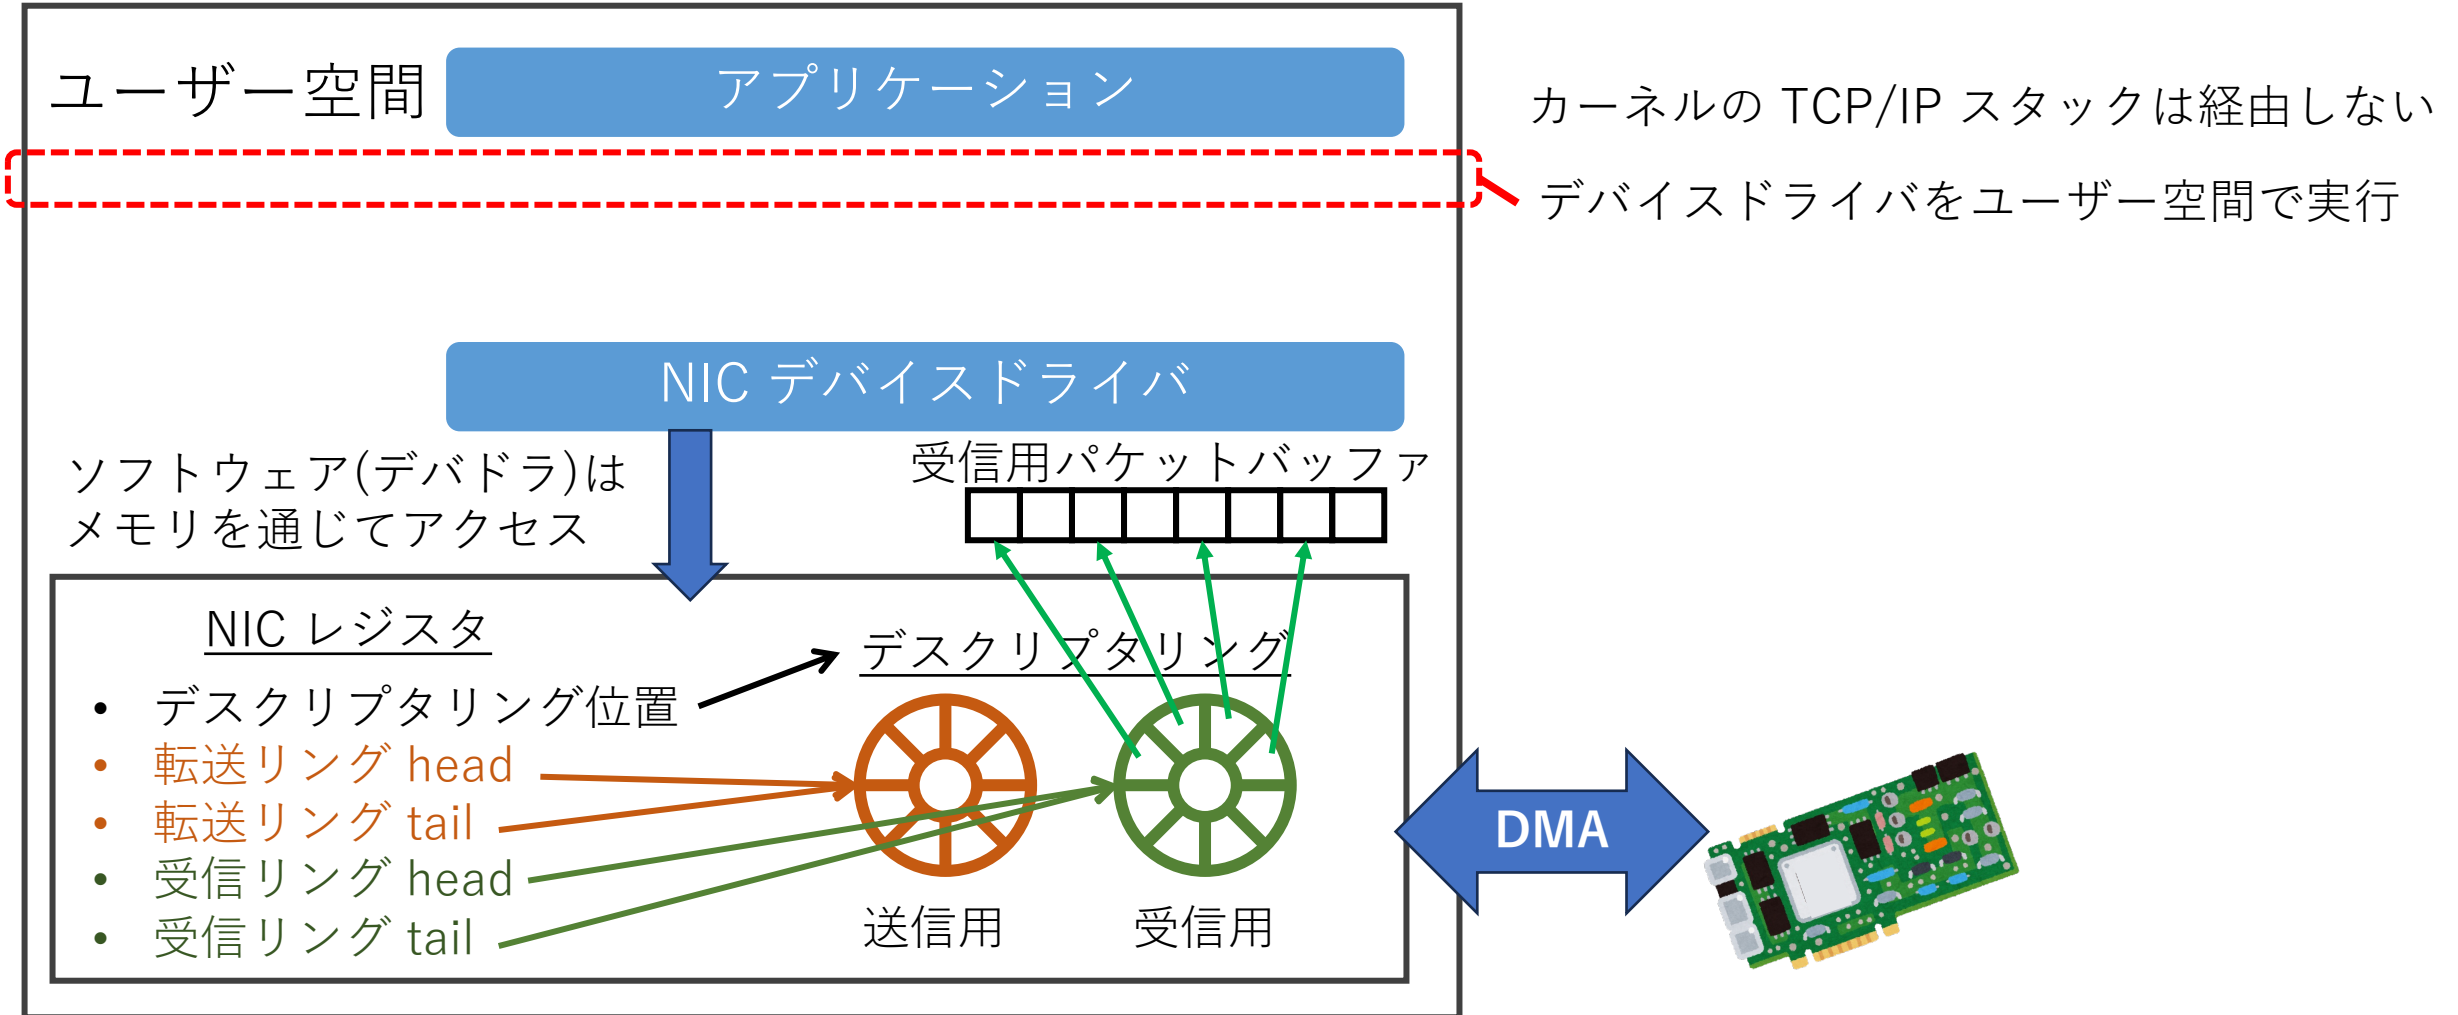 ユーザー空間
アプリケーション
カーネルの TCP/IP スタックは経由しない
デバイスドライバをユーザー空間で実行
NIC デバイスドライバ
ソフトウェア(デバドラ)は
メモリを通じてアクセス
受信用パケットバッファ
NIC レジスタ
• デスクリプタリング位置
• 転送リング head
• 転送リング tail
• 受信リング head
• 受信リング tail
デスクリプタリング
送信用
受信用
DMA